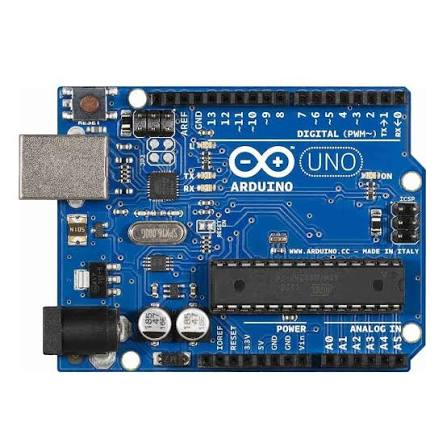 RESET
AREF
GND
13
12
~11
~10
~9
8
7
~6
~5
4
~3
2
TX→1
RX←0
DIGITAL (PWM~)
TX
RX
ARDUINO
UNO
ON
ICSP
WWW.ARDUINO.CC - MADE IN ITALY
POWER
ANALOG IN
IOREF
RESET
3.3V
5V
GND
GND
Vin
A0
A1
A2
A3
A4
A5